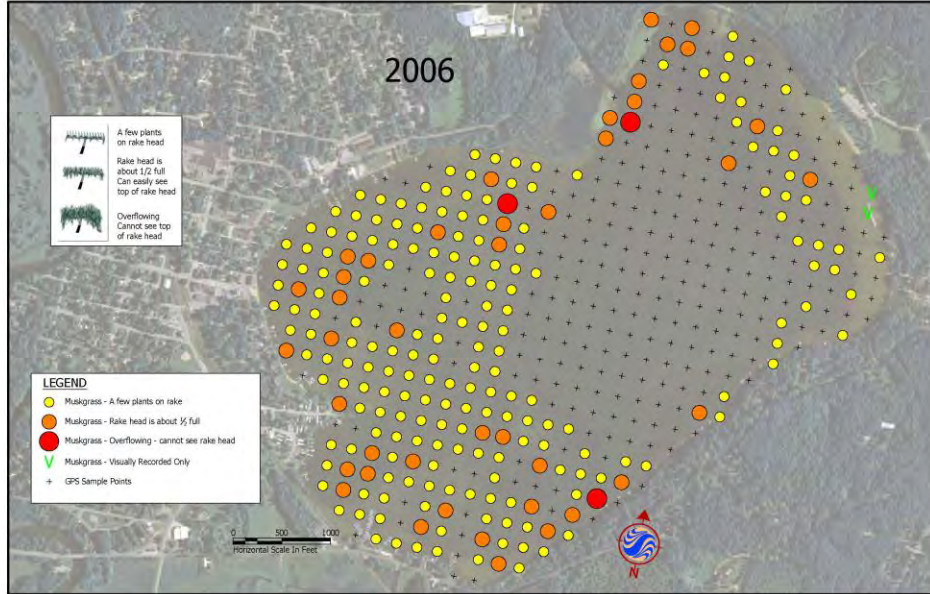 2006
A few plants
on rake head
Rake head is
about 1/2 full
Can easily see
top of rake head
Overflowing
Cannot see top
of rake head
LEGEND
Muskgrass - A few plants on rake
Muskgrass - Rake head is about ½ full
Muskgrass - Overflowing - cannot see rake head
V Muskgrass - Visually Recorded Only
GPS Sample Points
V
V
0 500 1000
Horizontal Scale In Feet
N